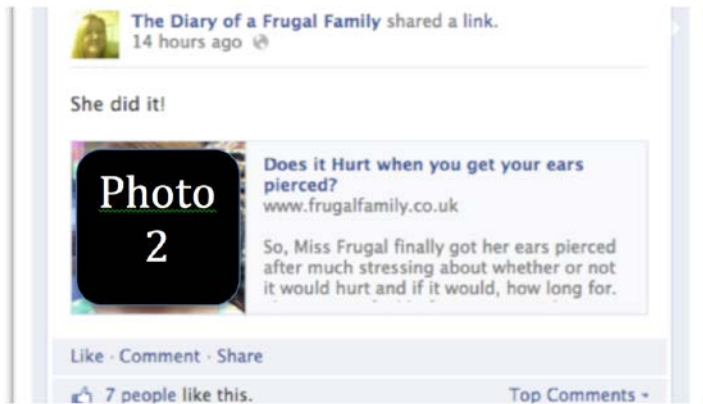 The Diary of a Frugal Family shared a link.
14 hours ago
She did it!
Photo
2
Does it Hurt when you get your ears
pierced?
www.frugalfamily.co.uk
So, Miss Frugal finally got her ears pierced
after much stressing about whether or not
it would hurt and if it would, how long for.
Like · Comment · Share
7 people like this.
Top Comments